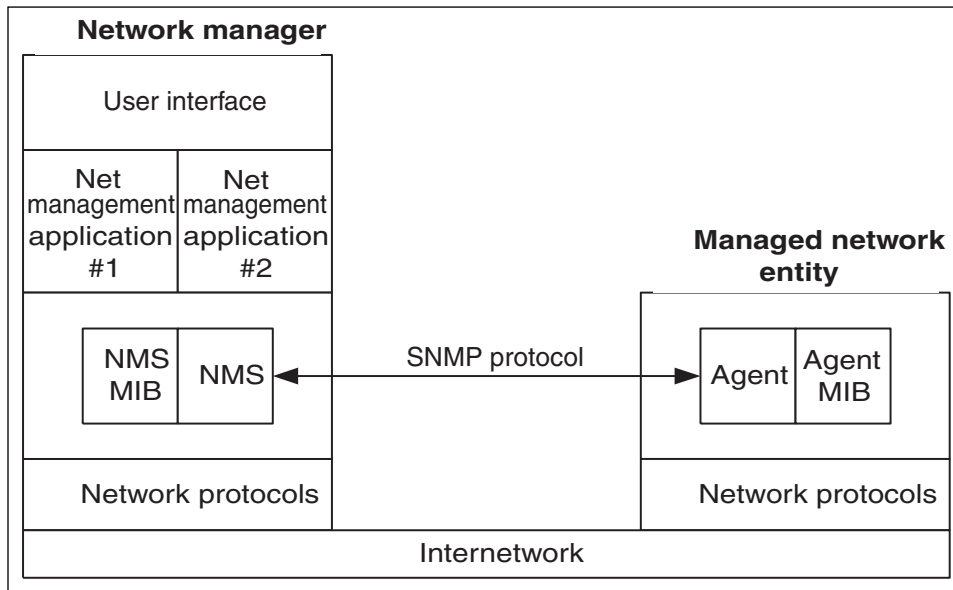 Network manager
User interface
Net
management
application
#1
Net
management
application
#2
Managed network
entity
NMS
MIB
NMS
SNMP protocol
Agent
Agent
MIB
Network protocols
Network protocols
Internetwork